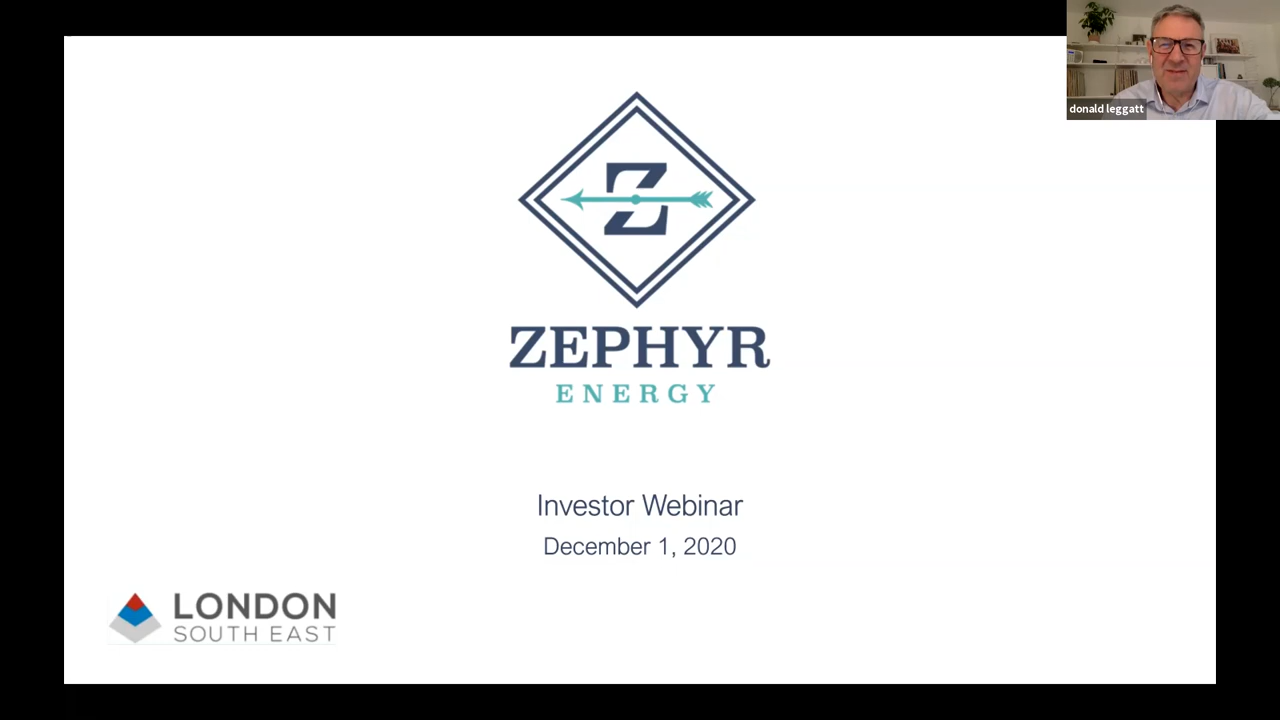 donald leggatt
Z
ZEPHYR
ENERGY
Investor Webinar
December 1, 2020
LONDON
SOUTH EAST